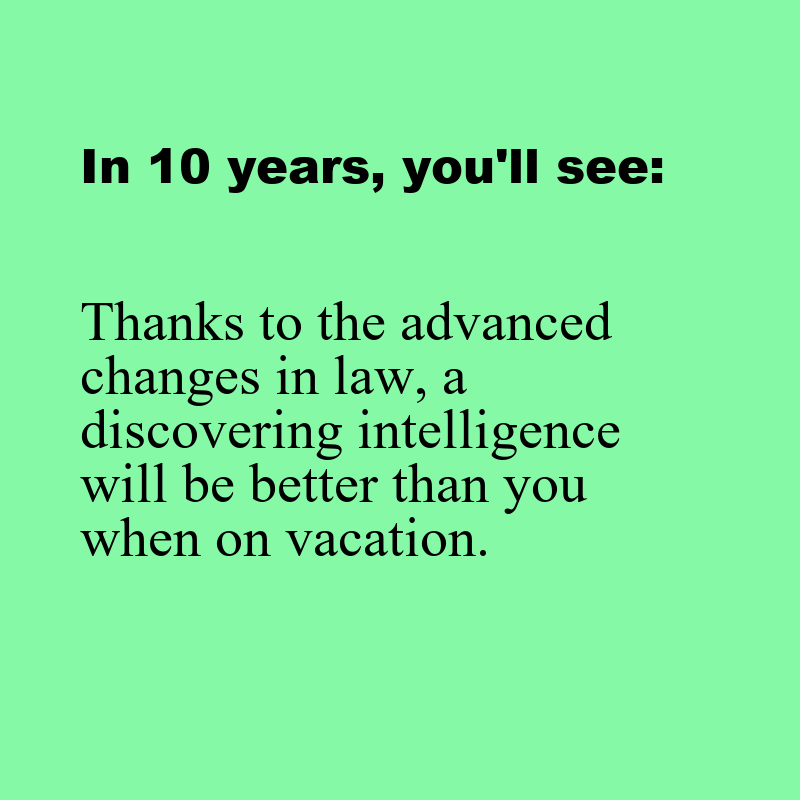 In 10 years, you'll see:
Thanks to the advanced
changes in law, a
discovering intelligence
will be better than you
when on vacation.